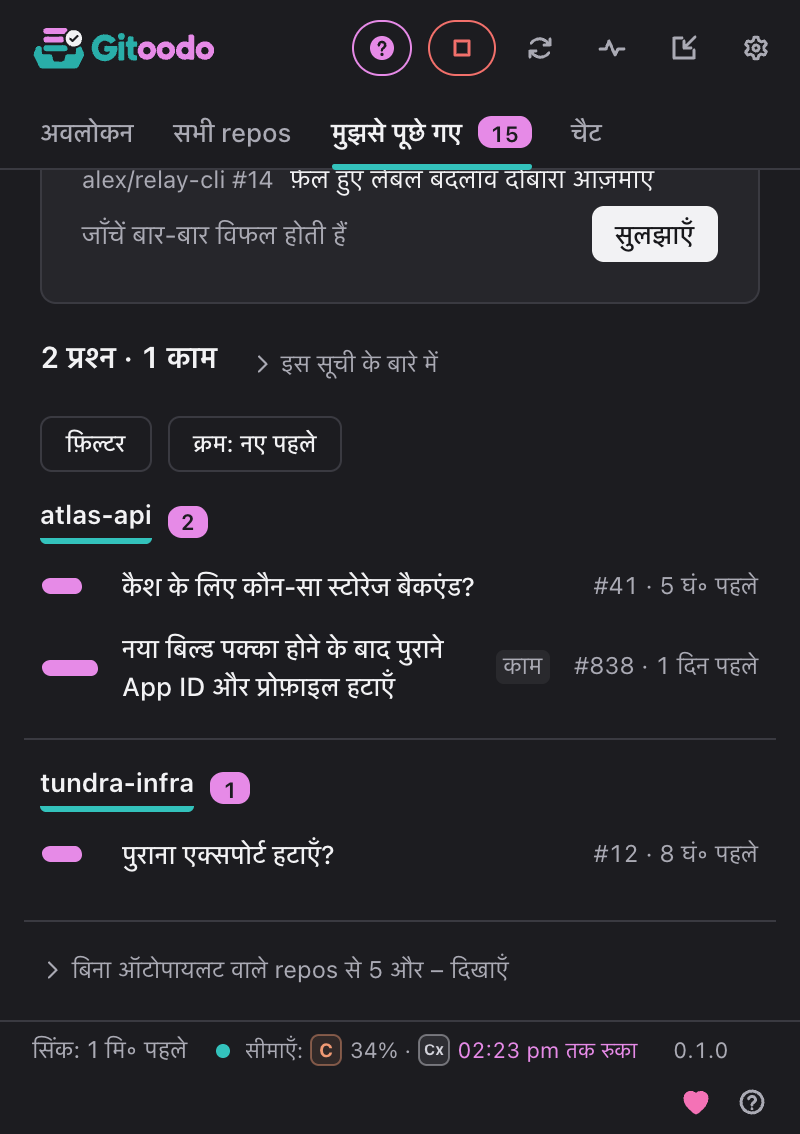 Gitoodo
?
अवलोकन सभी repos मुझसे पूछे गए 15 चैट
alex/relay-cli #14 फ़ेल हुए लेबल बदलाव दोबारा आज़माएँ
जाँचें बार-बार विफल होती हैं सुलझाएँ
2 प्रश्न · 1 काम
इस सूची के बारे में
फ़िल्टर क्रम: नए पहले
atlas-api 2
कैश के लिए कौन-सा स्टोरेज बैकएंड? #41 · 5 घं॰ पहले
नया बिल्ड पक्का होने के बाद पुराने
App ID और प्रोफ़ाइल हटाएँ काम #838 · 1 दिन पहले
tundra-infra 1
पुराना एक्सपोर्ट हटाएँ? #12 · 8 घं॰ पहले
बिना ऑटोपायलट वाले repos से 5 और – दिखाएँ
सिंक: 1 मि॰ पहले सीमाएँ: C 34% · Cx 02:23 pm तक रुका 0.1.0
?